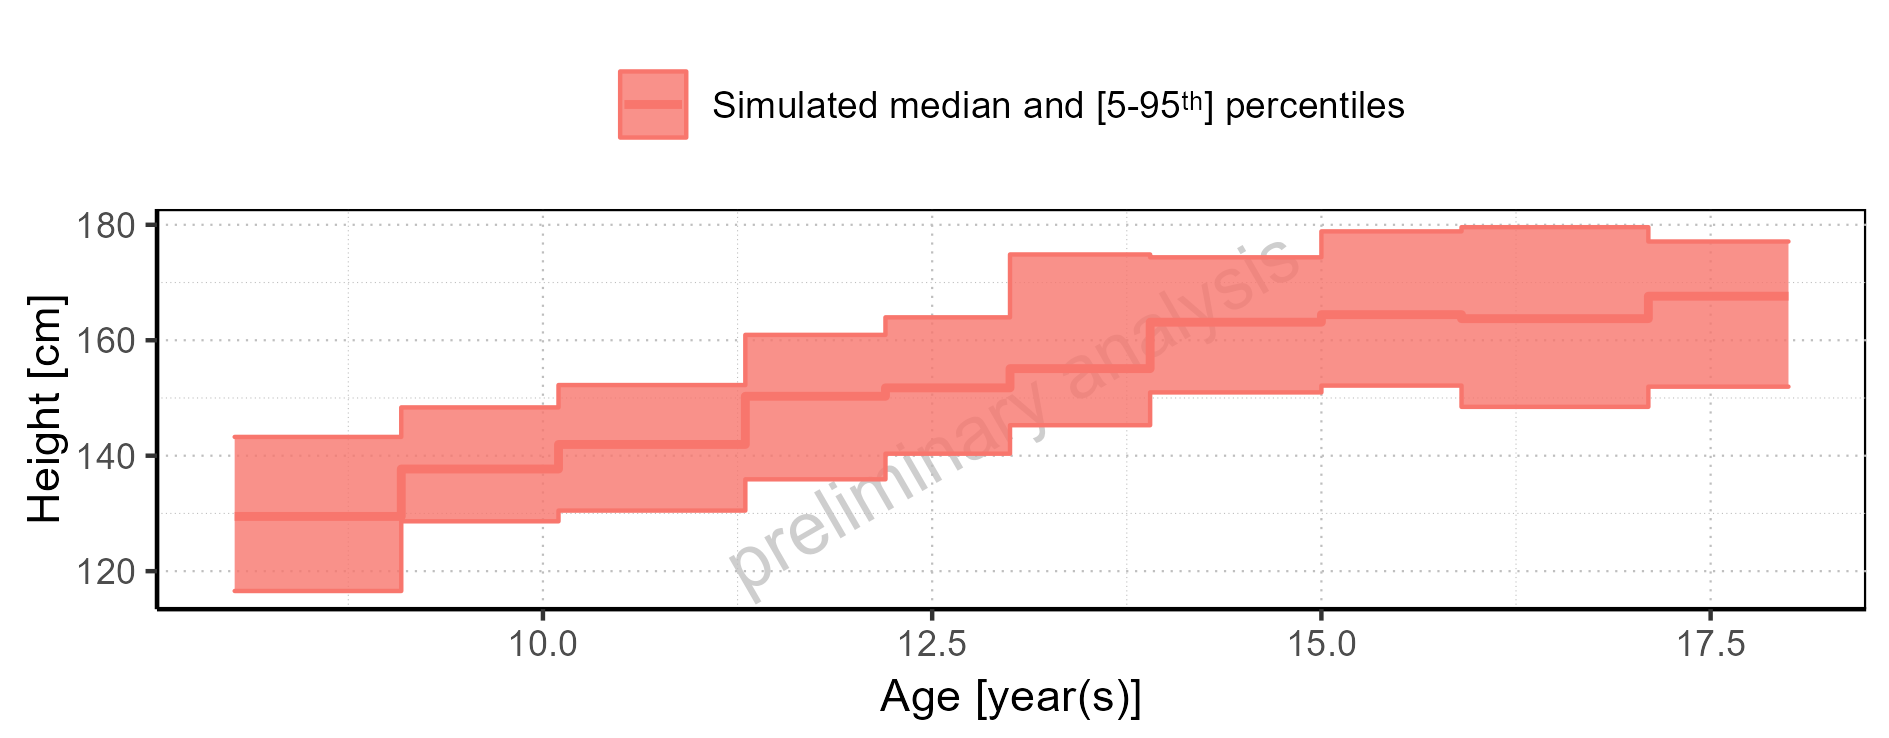 Simulated median and [5-95ᵗʰ] percentiles
180
160
140
120
Height [cm]
preliminary analysis
10.0 12.5 15.0 17.5
Age [year(s)]